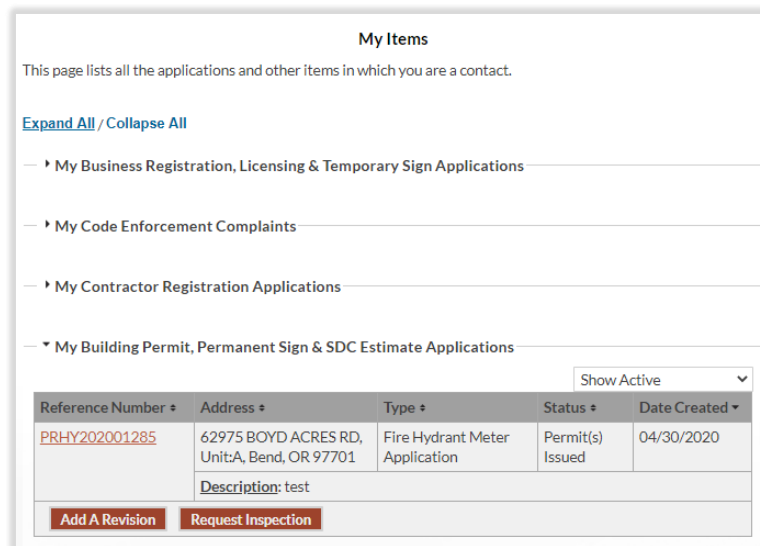 My Items
This page lists all the applications and other items in which you are a contact.
Expand All / Collapse All
My Business Registration, Licensing & Temporary Sign Applications
My Code Enforcement Complaints
My Contractor Registration Applications
My Building Permit, Permanent Sign & SDC Estimate Applications
Show Active
Reference Number Address Type Status Date Created
PRHY202001285 62975 BOYD ACRES RD, Fire Hydrant Meter Permit(s) 04/30/2020
Unit:A, Bend, OR 97701 Application Issued
Description: test
Add A Revision Request Inspection